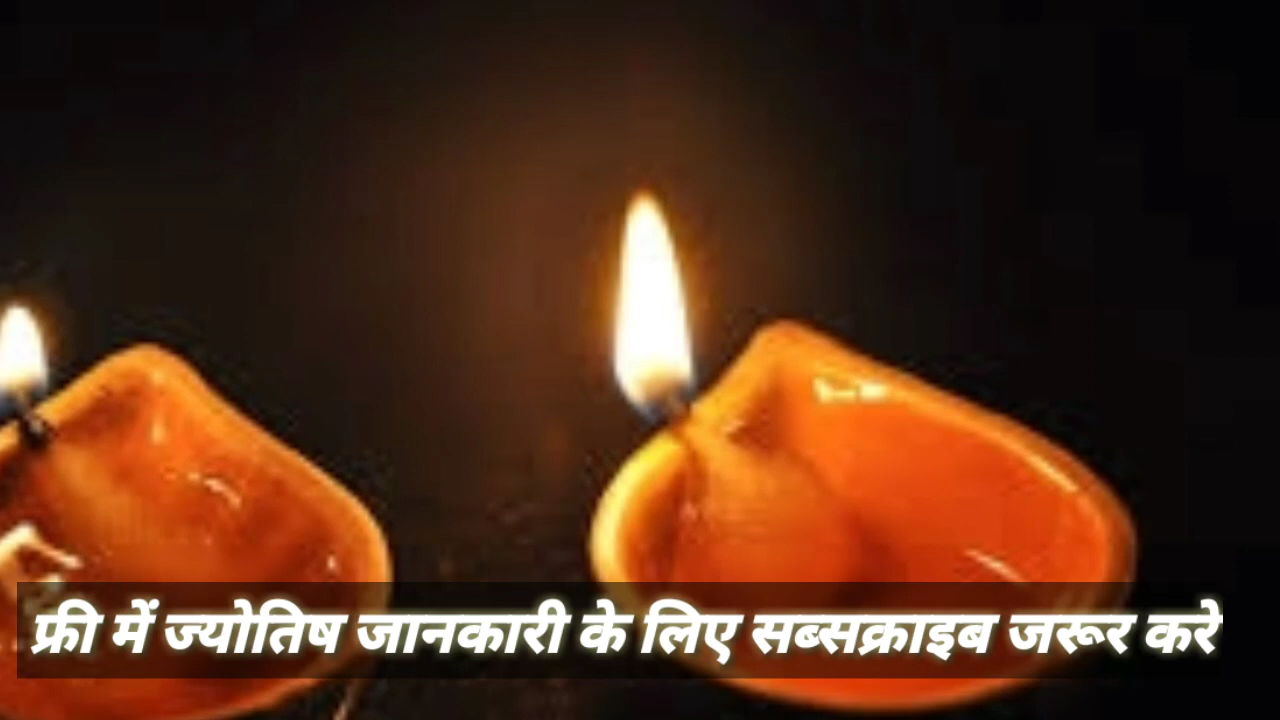 फ्री में ज्योतिष जानकारी के लिए सब्सक्राइब जरूर करे